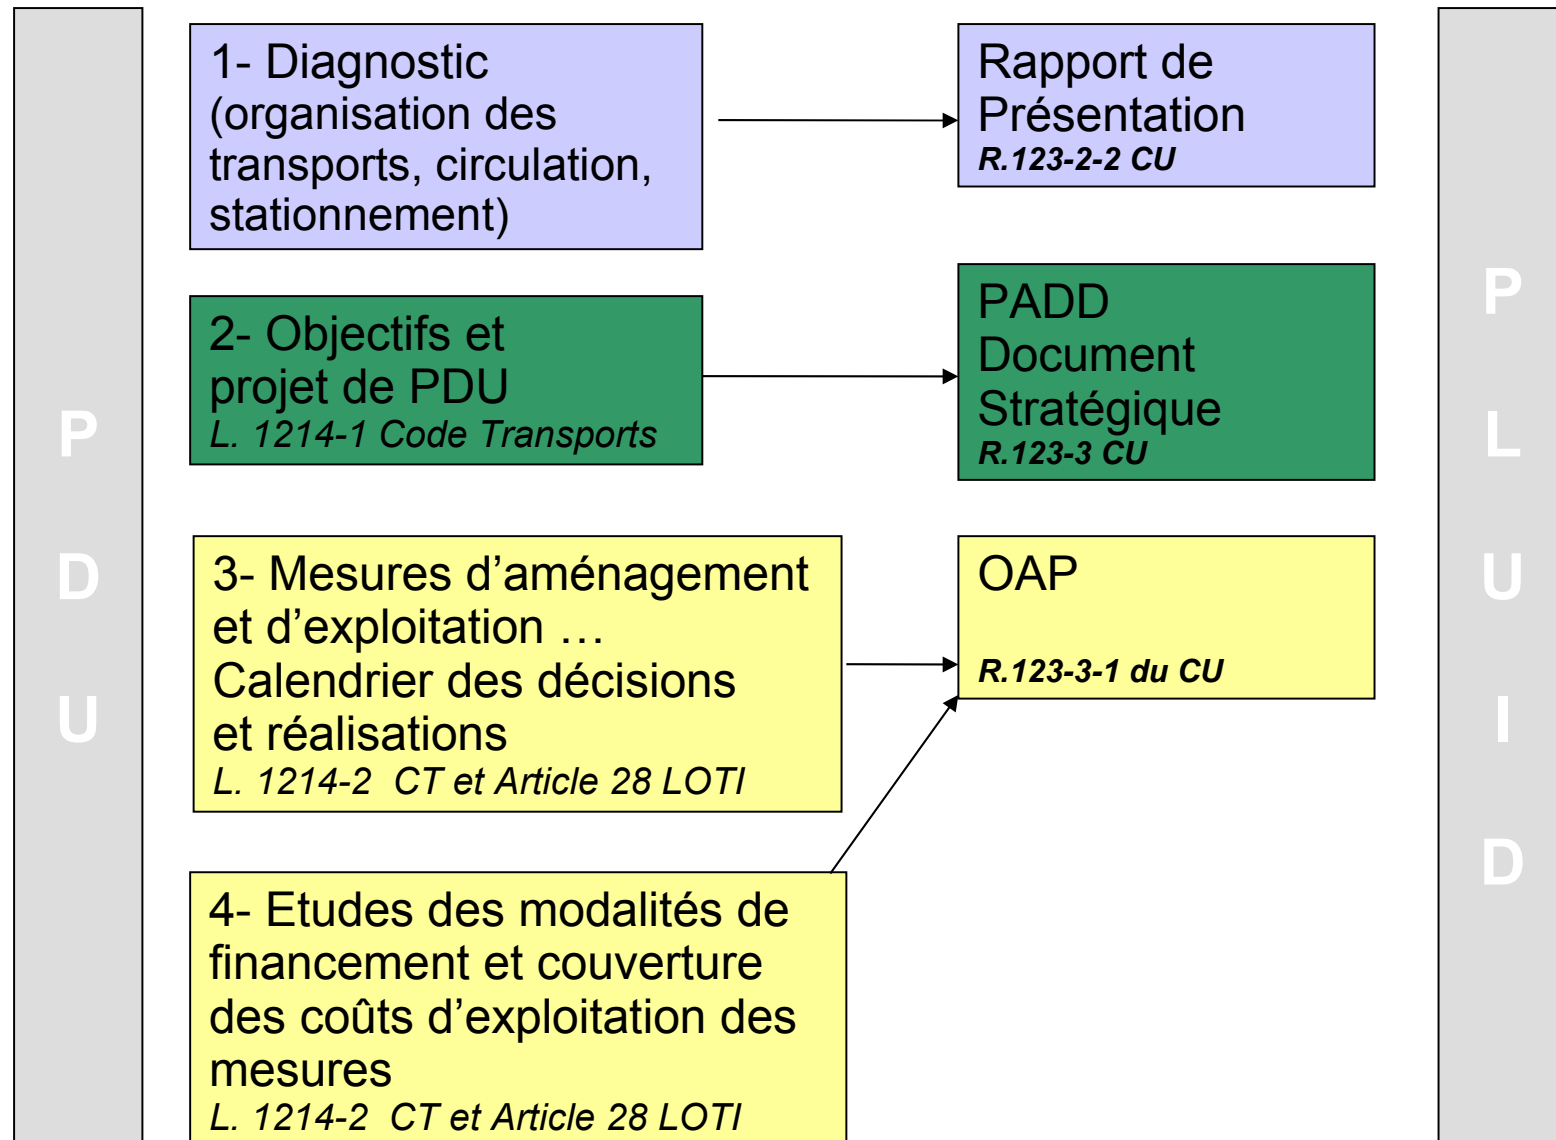 P
D
U
1- Diagnostic
(organisation des
transports, circulation,
stationnement)
Rapport de
Présentation
R.123-2-2 CU
2- Objectifs et
projet de PDU
L. 1214-1 Code Transports
PADD
Document
Stratégique
R.123-3 CU
3- Mesures d’aménagement
et d’exploitation …
Calendrier des décisions
et réalisations
L. 1214-2  CT et Article 28 LOTI
OAP
R.123-3-1 du CU
4- Etudes des modalités de
financement et couverture
des coûts d’exploitation des
mesures
L. 1214-2  CT et Article 28 LOTI
P
L
U
I
D